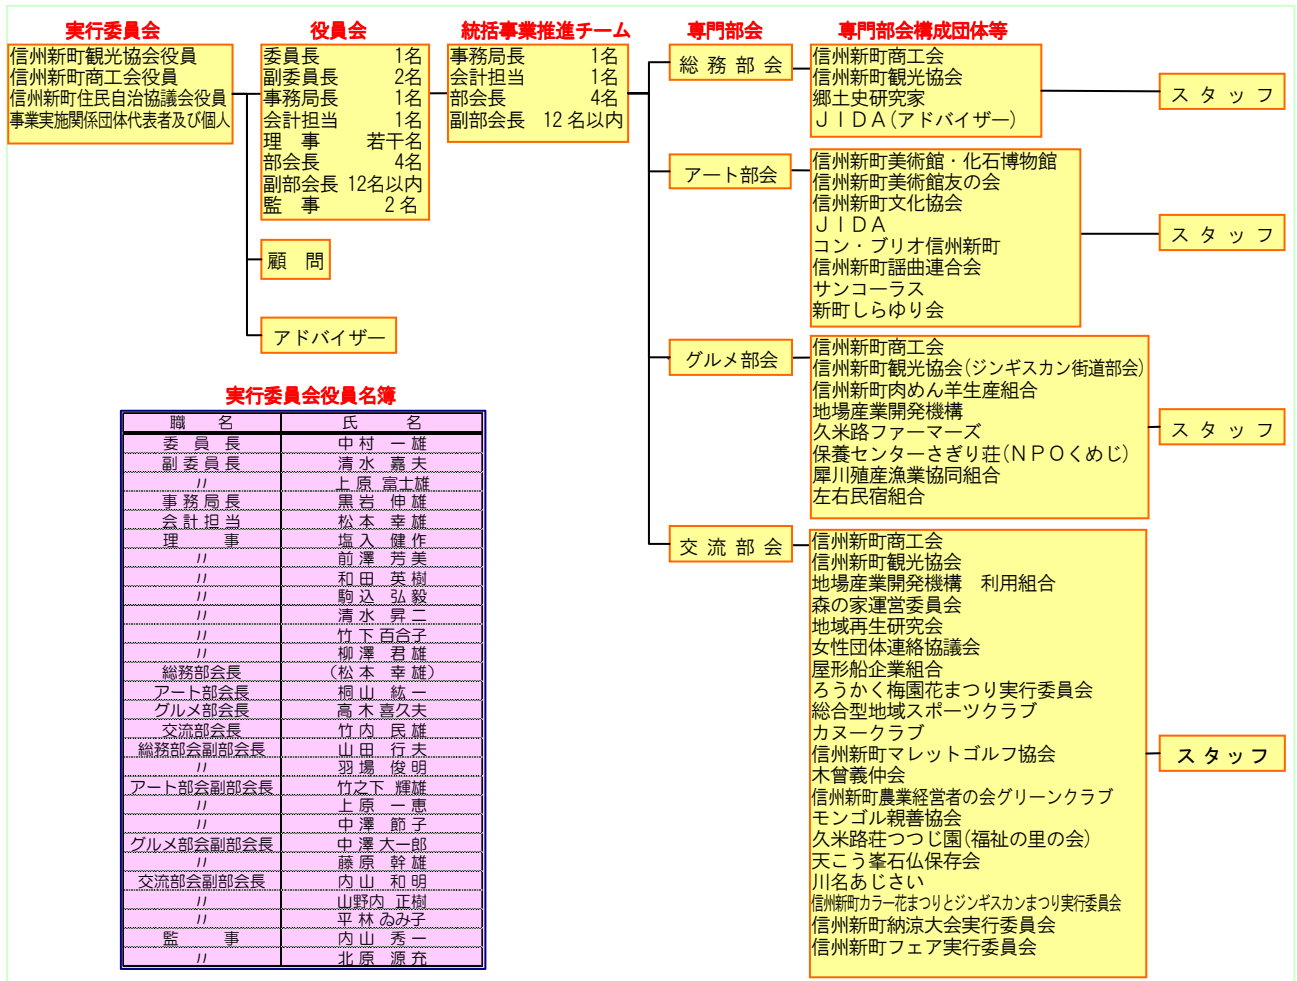 実行委員会
信州新町観光協会役員
信州新町商工会役員
信州新町住民自治協議会役員
事業実施関係団体代表者及び個人
役員会
委員長 1名
副委員長 2名
事務局長 1名
会計担当 1名
理 事 若干名
部会長 4名
副部会長 12名以内
監 事 2名
顧 問
アドバイザー
統括事業推進チーム
事務局長 1名
会計担当 1名
部会長 4名
副部会長 12名以内
専門部会
総務部会
アート部会
グルメ部会
交流部会
専門部会構成団体等
信州新町商工会
信州新町観光協会
郷土史研究家
JIDA(アドバイザー)
スタッフ
信州新町美術館・化石博物館
信州新町美術館友の会
信州新町文化協会
JIDA
コン・ブリオ信州新町
信州新町謡曲連合会
サンコーラス
新町しらゆり会
スタッフ
信州新町商工会
信州新町観光協会(ジンギスカン街道部会)
信州新町肉めん羊生産組合
地場産業開発機構
久米路ファーマーズ
保養センターさぎり荘(NPOくめじ)
犀川殖産漁業協同組合
左右民宿組合
スタッフ
信州新町商工会
信州新町観光協会
地場産業開発機構 利用組合
森の家運営委員会
地域再生研究会
女性団体連絡協議会
屋形船企業組合
ろうかく梅園花まつり実行委員会
総合型地域スポーツクラブ
カヌークラブ
信州新町マレットゴルフ協会
木曾義仲会
信州新町農業経営者の会グリーンクラブ
モンゴル親善協会
久米路荘つつじ園(福祉の里の会)
天こう峯石仏保存会
川名あじさい
信州新町カラー花まつりとジンギスカンまつり実行委員会
信州新町納涼大会実行委員会
信州新町フェア実行委員会
スタッフ
実行委員会役員名簿
職 名 氏 名
委 員 長 中村 一雄
副委員長 清水 嘉夫
〃 上原 富士雄
事務局長 黒岩 伸雄
会計担当 松本 幸雄
理 事 塩入 健作
〃 前澤 芳美
〃 和田 英樹
〃 駒込 弘毅
〃 清水 昇二
〃 竹下 百合子
〃 柳澤 君雄
総務部会長 (松本 幸雄)
アート部会長 桐山 紘一
グルメ部会長 高木 喜久夫
交流部会長 竹内 民雄
総務部会副部会長 山田 行夫
〃 羽場 俊明
アート部会副部会長 竹之下 輝雄
〃 上原 一恵
〃 中澤 節子
グルメ部会副部会長 中澤 大一郎
〃 藤原 幹雄
交流部会副部会長 内山 和明
〃 山野内 正樹
〃 平林 ゐみ子
監 事 内山 秀一
〃 北原 源充